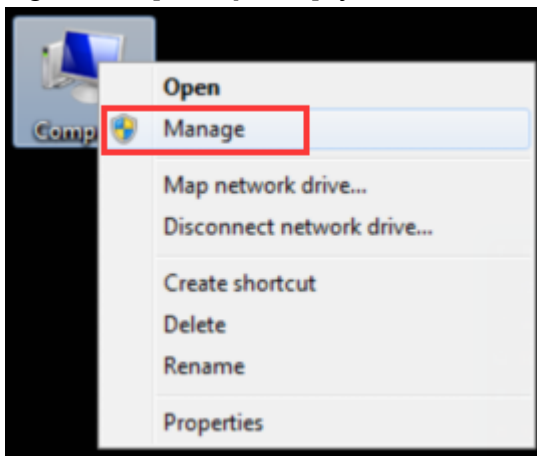 Comp
Open
Manage
Map network drive...
Disconnect network drive...
Create shortcut
Delete
Rename
Properties